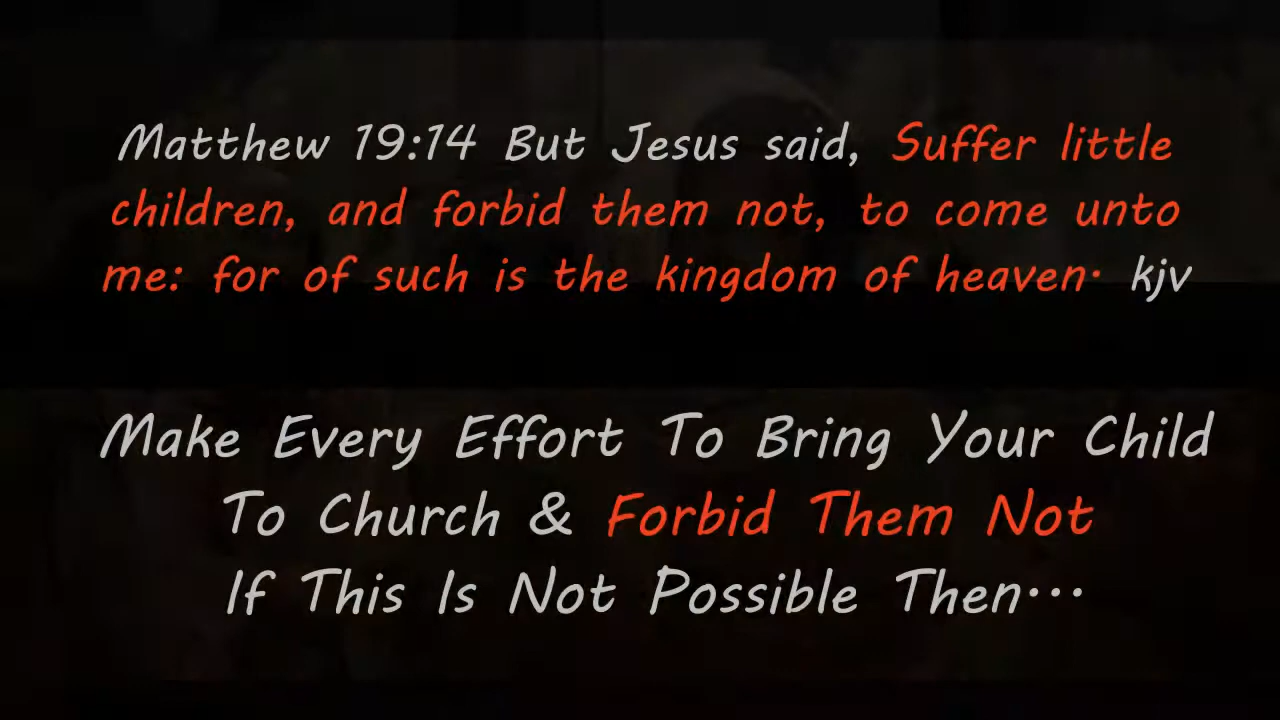 Matthew 19:14 But Jesus said, Suffer little
children, and forbid them not, to come unto
me: for of such is the kingdom of heaven. kjv
Make Every Effort To Bring Your Child
To Church & Forbid Them Not
If This Is Not Possible Then...